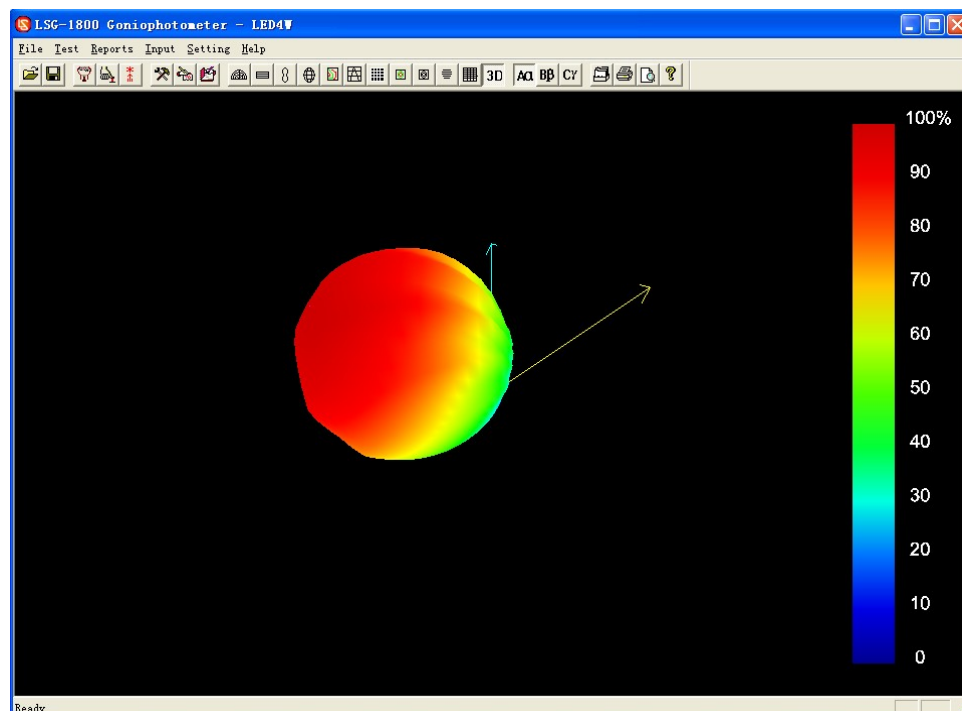 LSG-1800 Goniophotometer - LED4W
File Test Reports Input Setting Help
3D Aα Bβ Cγ
100%
90
80
70
60
50
40
30
20
10
0
Ready